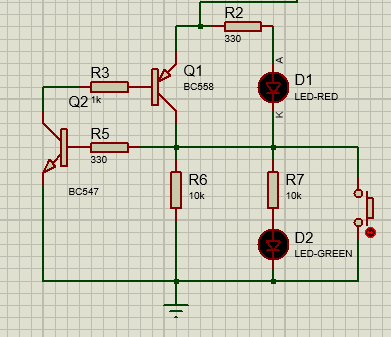 R2
330
A
D1
LED-RED
K
R3
1k
Q1
BC558
Q2
BC547
R5
330
R6
10k
R7
10k
D2
LED-GREEN